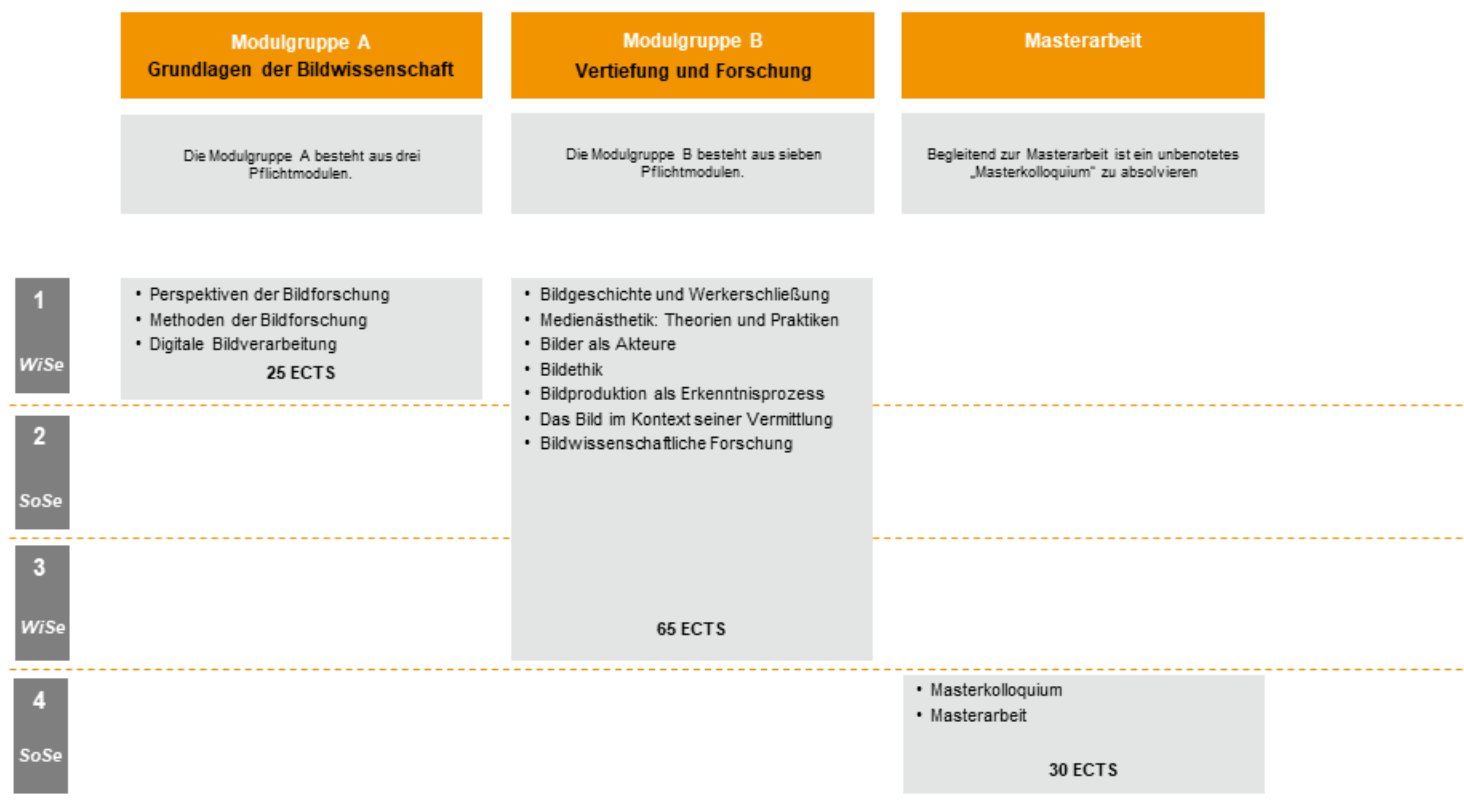 Modulgruppe A
Grundlagen der Bildwissenschaft
Modulgruppe B
Vertiefung und Forschung
Masterarbeit
Die Modulgruppe A besteht aus drei
Pflichtmodulen.
Die Modulgruppe B besteht aus sieben
Pflichtmodulen.
Begleitend zur Masterarbeit ist ein unbenotetes
„Masterkolloquium“ zu absolvieren
1
WiSe
• Perspektiven der Bildforschung
• Methoden der Bildforschung
• Digitale Bildverarbeitung
25 ECTS
• Bildgeschichte und Werkerschließung
• Medienästhetik: Theorien und Praktiken
• Bilder als Akteure
• Bildethik
• Bildproduktion als Erkenntnisprozess
• Das Bild im Kontext seiner Vermittlung
• Bildwissenschaftliche Forschung
65 ECTS
2
SoSe
3
WiSe
4
SoSe
• Masterkolloquium
• Masterarbeit
30 ECTS